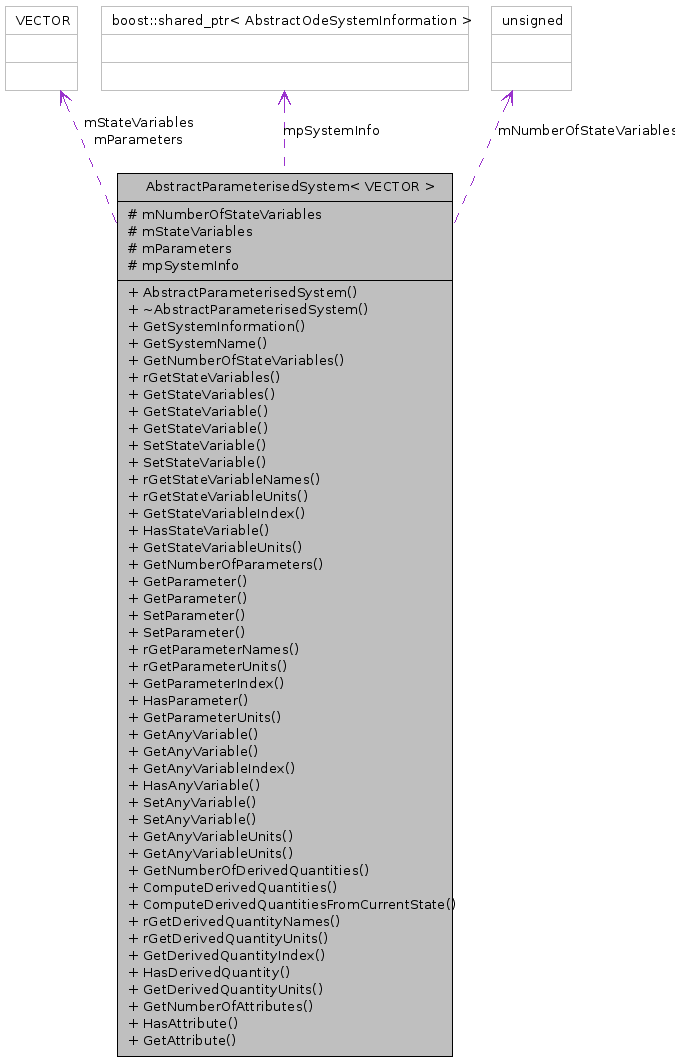 VECTOR
boost::shared_ptr< AbstractOdeSystemInformation >
unsigned
mStateVariables
mParameters
mpSystemInfo
mNumberOfStateVariables
AbstractParameterisedSystem< VECTOR >
# mNumberOfStateVariables
# mStateVariables
# mParameters
# mpSystemInfo
+ AbstractParameterisedSystem()
+ ~AbstractParameterisedSystem()
+ GetSystemInformation()
+ GetSystemName()
+ GetNumberOfStateVariables()
+ rGetStateVariables()
+ GetStateVariables()
+ GetStateVariable()
+ GetStateVariable()
+ SetStateVariable()
+ SetStateVariable()
+ rGetStateVariableNames()
+ rGetStateVariableUnits()
+ GetStateVariableIndex()
+ HasStateVariable()
+ GetStateVariableUnits()
+ GetNumberOfParameters()
+ GetParameter()
+ GetParameter()
+ SetParameter()
+ SetParameter()
+ rGetParameterNames()
+ rGetParameterUnits()
+ GetParameterIndex()
+ HasParameter()
+ GetParameterUnits()
+ GetAnyVariable()
+ GetAnyVariable()
+ GetAnyVariableIndex()
+ HasAnyVariable()
+ SetAnyVariable()
+ SetAnyVariable()
+ GetAnyVariableUnits()
+ GetAnyVariableUnits()
+ GetNumberOfDerivedQuantities()
+ ComputeDerivedQuantities()
+ ComputeDerivedQuantitiesFromCurrentState()
+ rGetDerivedQuantityNames()
+ rGetDerivedQuantityUnits()
+ GetDerivedQuantityIndex()
+ HasDerivedQuantity()
+ GetDerivedQuantityUnits()
+ GetNumberOfAttributes()
+ HasAttribute()
+ GetAttribute()